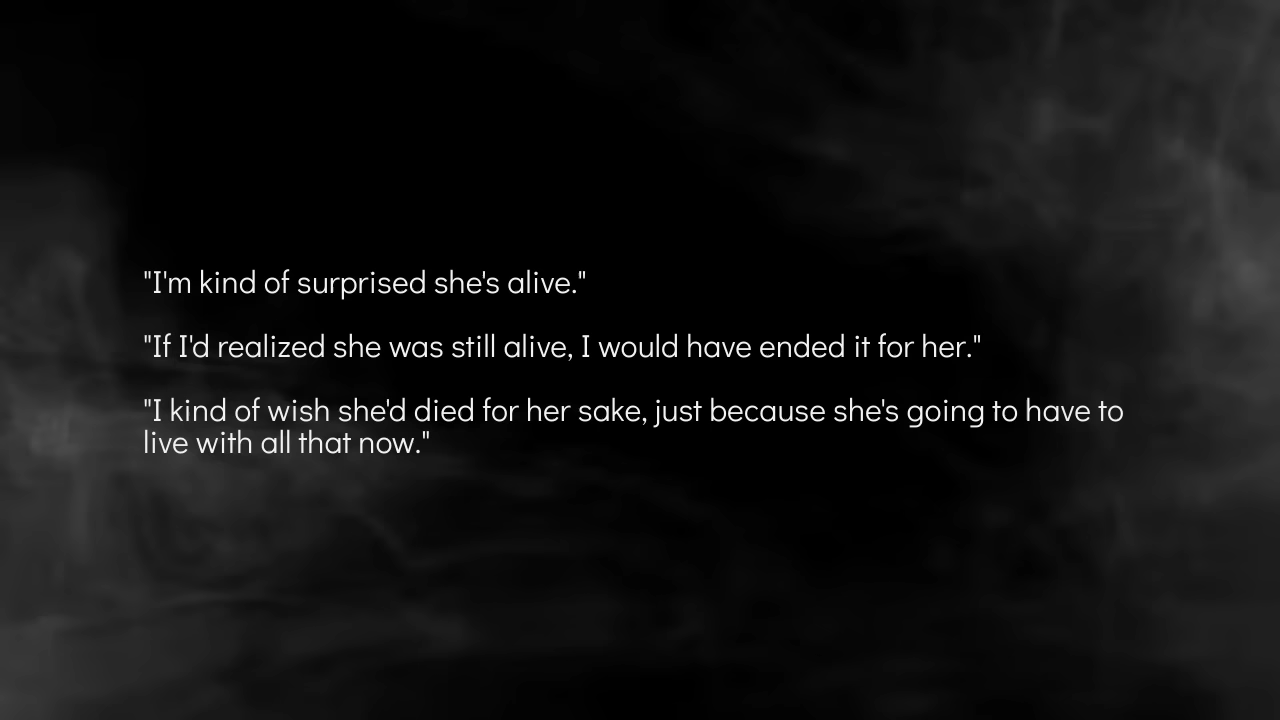 "I'm kind of surprised she's alive."
"If I'd realized she was still alive, I would have ended it for her."
"I kind of wish she'd died for her sake, just because she's going to have to
live with all that now."